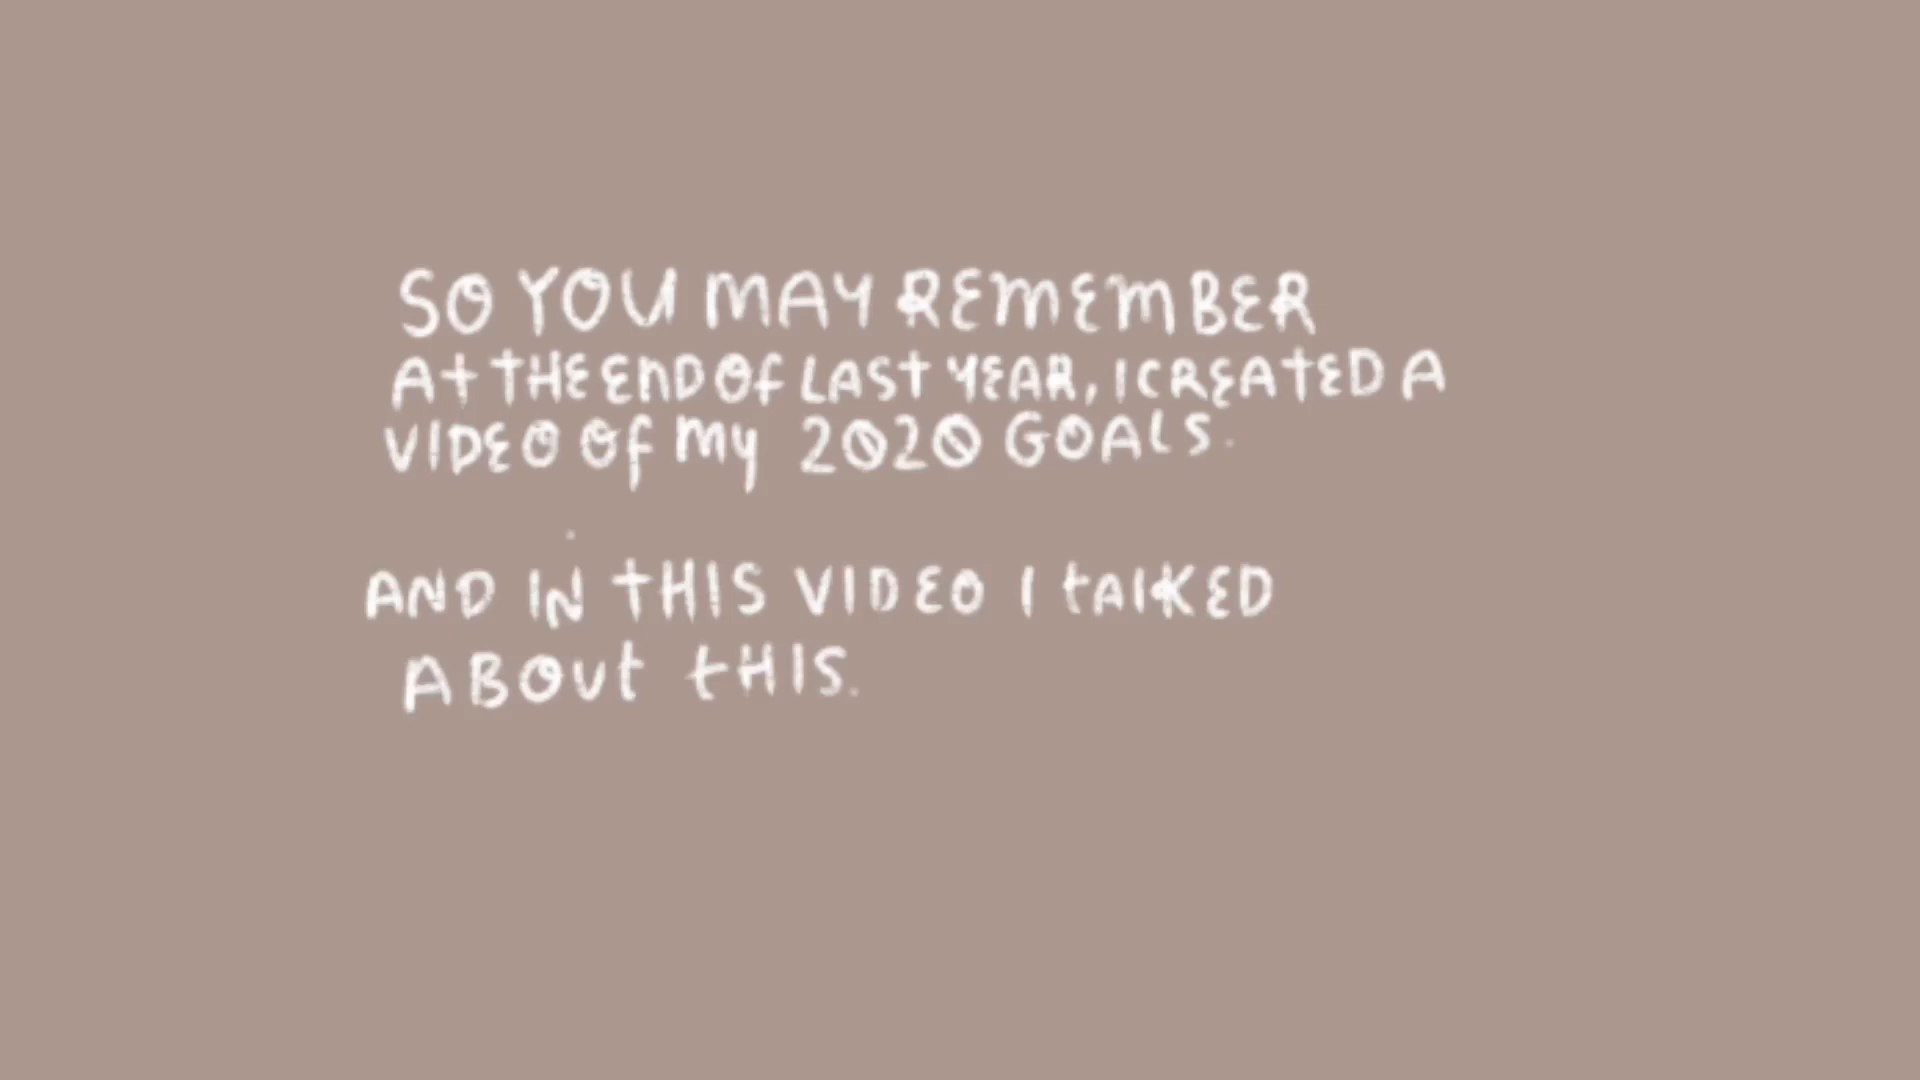 SO YOU MAY REMEMBER
AT THE END OF LAST YEAR, I CREATED A
VIDEO OF MY 2020 GOALS.
AND IN THIS VIDEO I TALKED
ABOUT THIS.